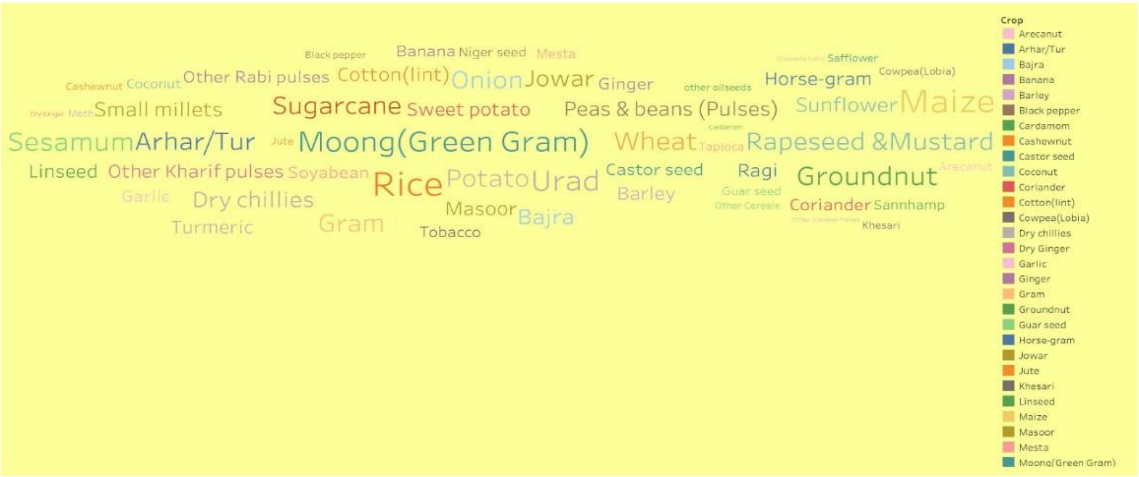 Black pepper
Banana
Niger seed
Mesta
Safflower
Cashewnut
Coconut
Other Rabi pulses
Cotton(lint)
Onion
Jowar
Ginger
other oilseeds
Horse-gram
Cowpea(Lobia)
Dry Ginger
Moth
Small millets
Sugarcane
Sweet potato
Peas & beans (Pulses)
Sunflower
Maize
Sesamum
Arhar/Tur
Jute
Moong(Green Gram)
Wheat
Cardamom
Tapioca
Rapeseed &Mustard
Linseed
Other Kharif pulses
Soyabean
Rice
Potato
Urad
Castor seed
Ragi
Groundnut
Arecanut
Garlic
Dry chillies
Masoor
Bajra
Barley
Guar seed
Other Cereals
Coriander
Sannhamp
Turmeric
Gram
Tobacco
Khesari
Crop
Arecanut
Arhar/Tur
Bajra
Banana
Barley
Black pepper
Cardamom
Cashewnut
Castor seed
Coconut
Coriander
Cotton(lint)
Cowpea(Lobia)
Dry chillies
Dry Ginger
Garlic
Ginger
Gram
Groundnut
Guar seed
Horse-gram
Jowar
Jute
Khesari
Linseed
Maize
Masoor
Mesta
Moong(Green Gram)